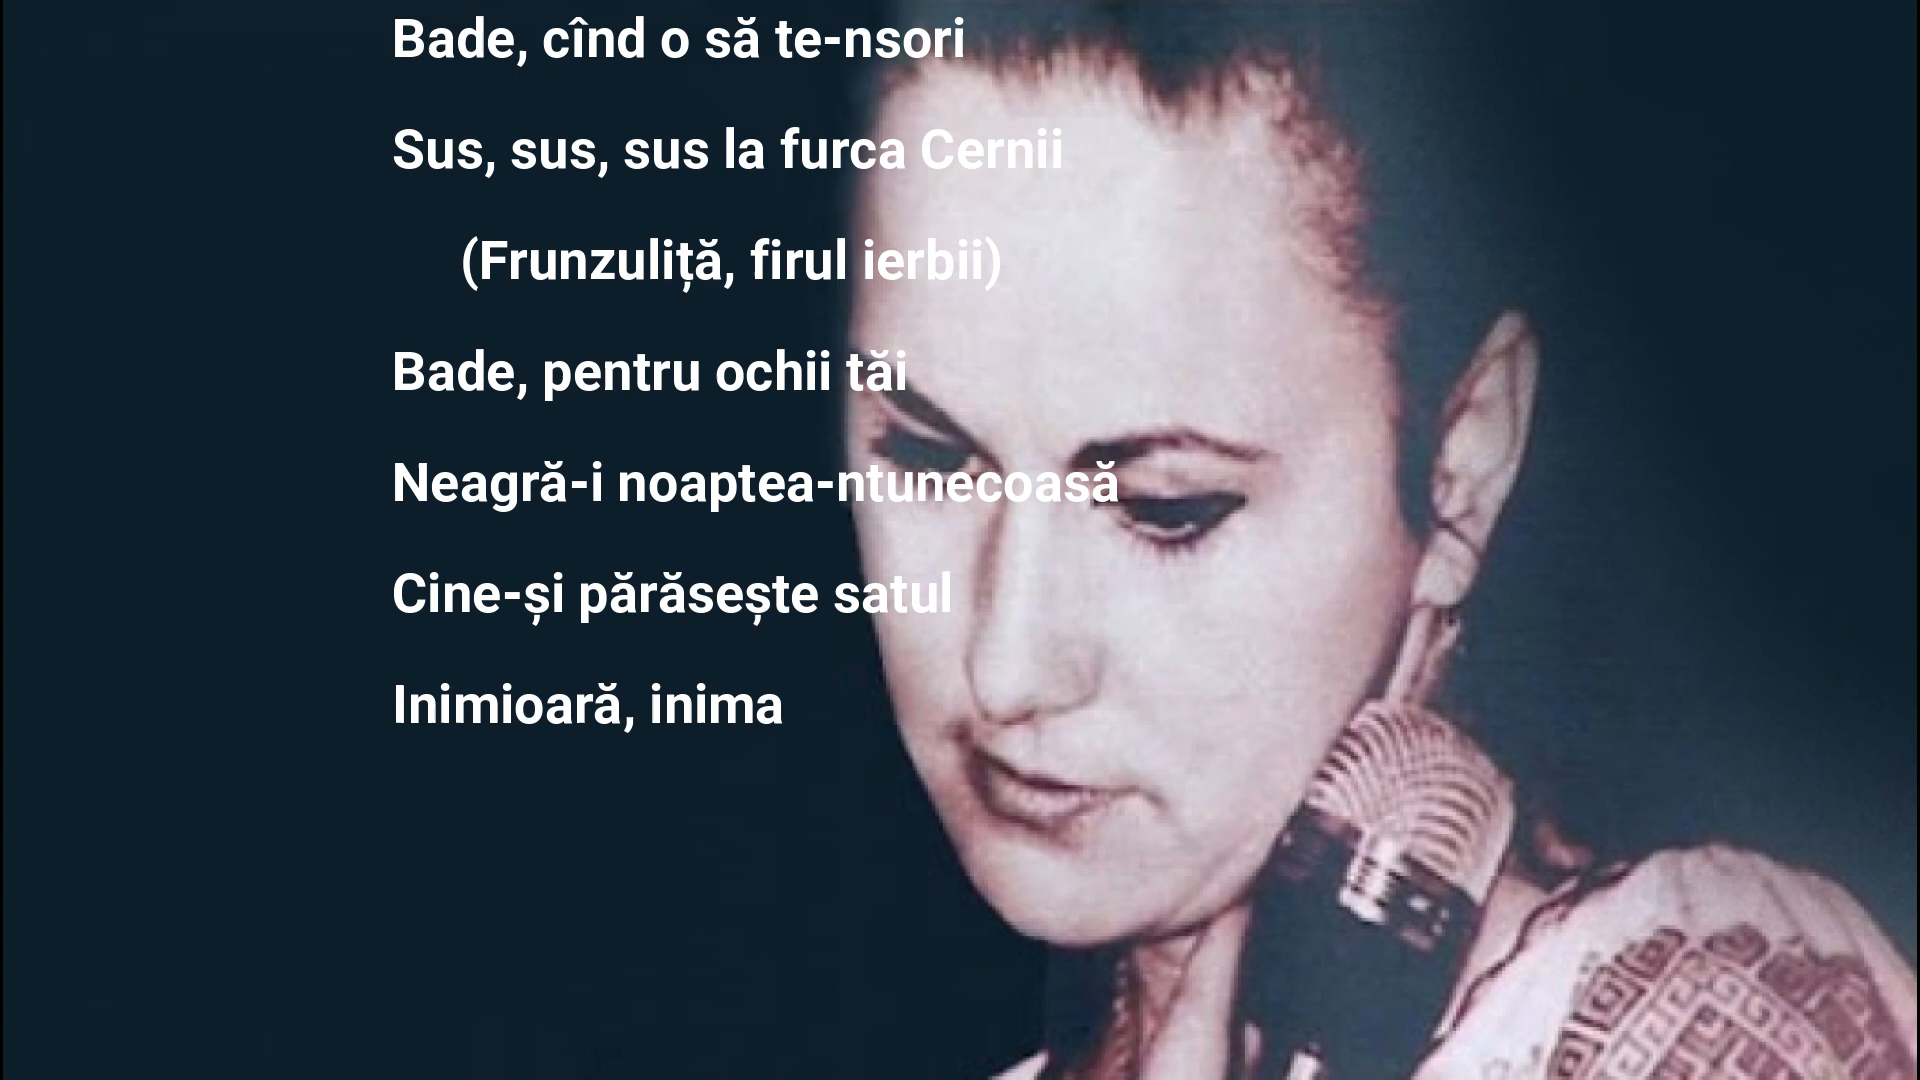 Bade, cînd o să te-nsori
Sus, sus, sus la furca Cernii
(Frunzuliță, firul ierbii)
Bade, pentru ochii tăi
Neagră-i noaptea-ntunecoasă
Cine-și părăsește satul
Inimioară, inima